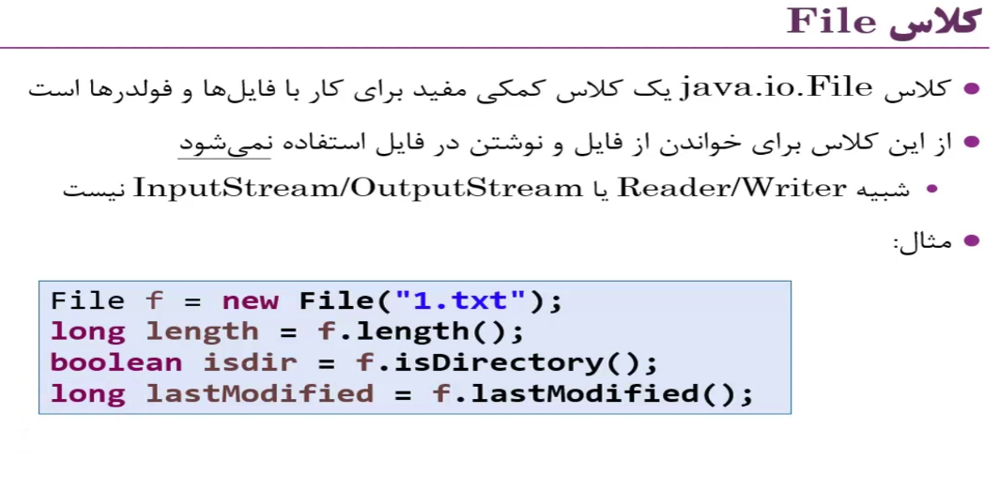 کلاس File
کلاس java.io.File یک کلاس کمکی مفید برای کار با فایل‌ها و فولدرها است
از این کلاس برای خواندن از فایل و نوشتن در فایل استفاده نمی‌شود
شبیه Reader/Writer یا InputStream/OutputStream نیست
مثال:
File f = new File("1.txt");
long length = f.length();
boolean isdir = f.isDirectory();
long lastModified = f.lastModified();